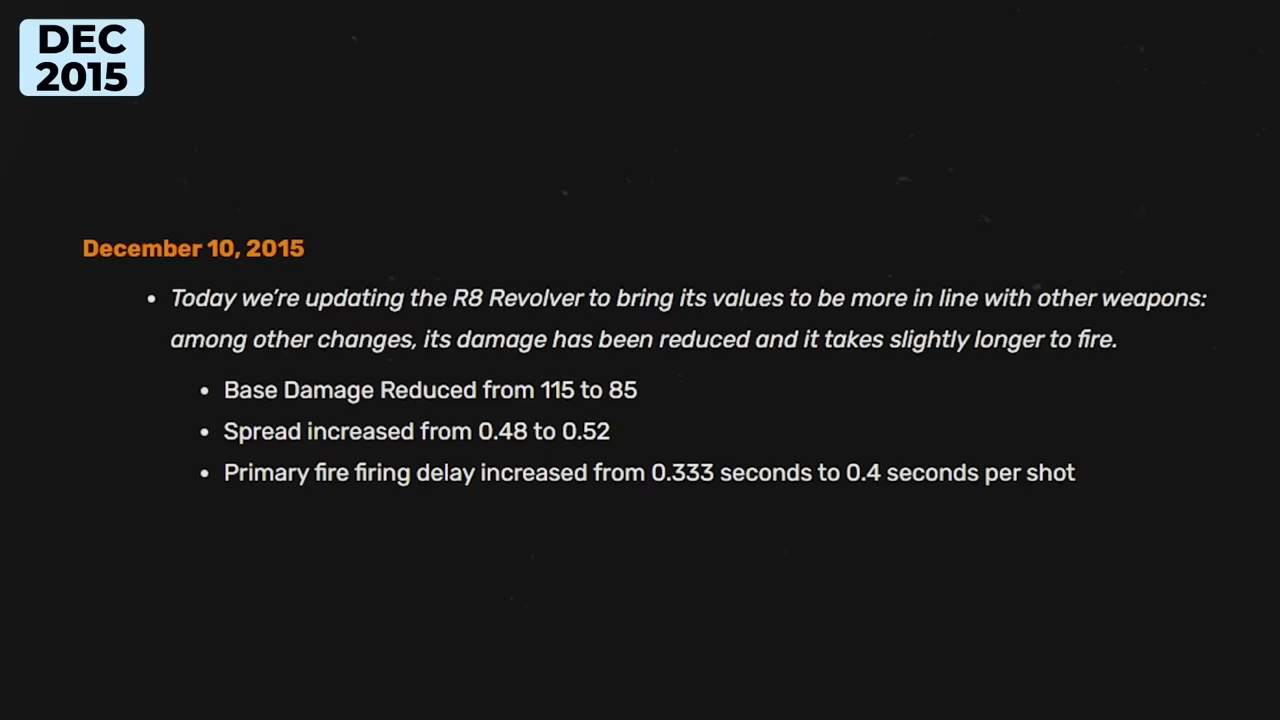 DEC
2015
December 10, 2015
• Today we're updating the R8 Revolver to bring its values to be more in line with other weapons:
among other changes, its damage has been reduced and it takes slightly longer to fire.
• Base Damage Reduced from 115 to 85
• Spread increased from 0.48 to 0.52
• Primary fire firing delay increased from 0.333 seconds to 0.4 seconds per shot